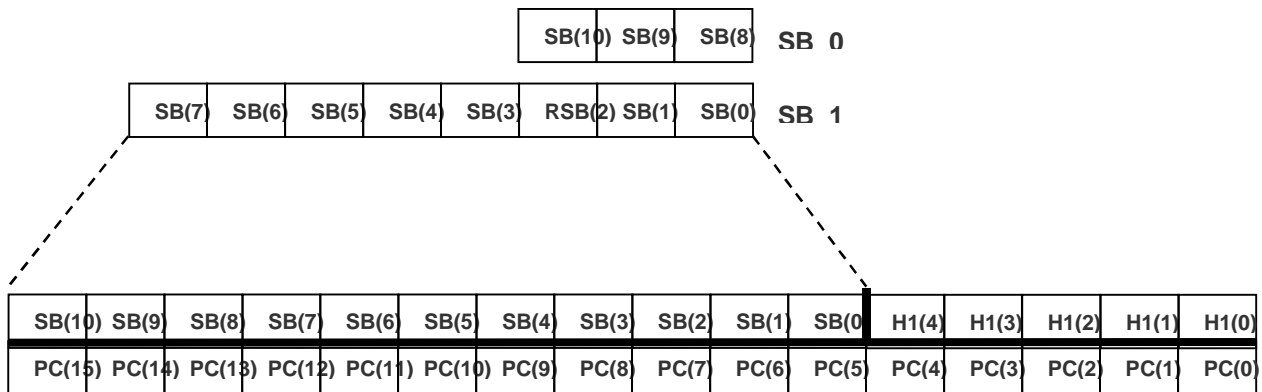 SB(10) SB(9) SB(8) SB 0
SB(7) SB(6) SB(5) SB(4) SB(3) RSB(2) SB(1) SB(0) SB 1
SB(10) SB(9) SB(8) SB(7) SB(6) SB(5) SB(4) SB(3) SB(2) SB(1) SB(0 H1(4) H1(3) H1(2) H1(1) H1(0)
PC(15) PC(14) PC(13) PC(12) PC(11) PC(10) PC(9) PC(8) PC(7) PC(6) PC(5) PC(4) PC(3) PC(2) PC(1) PC(0)